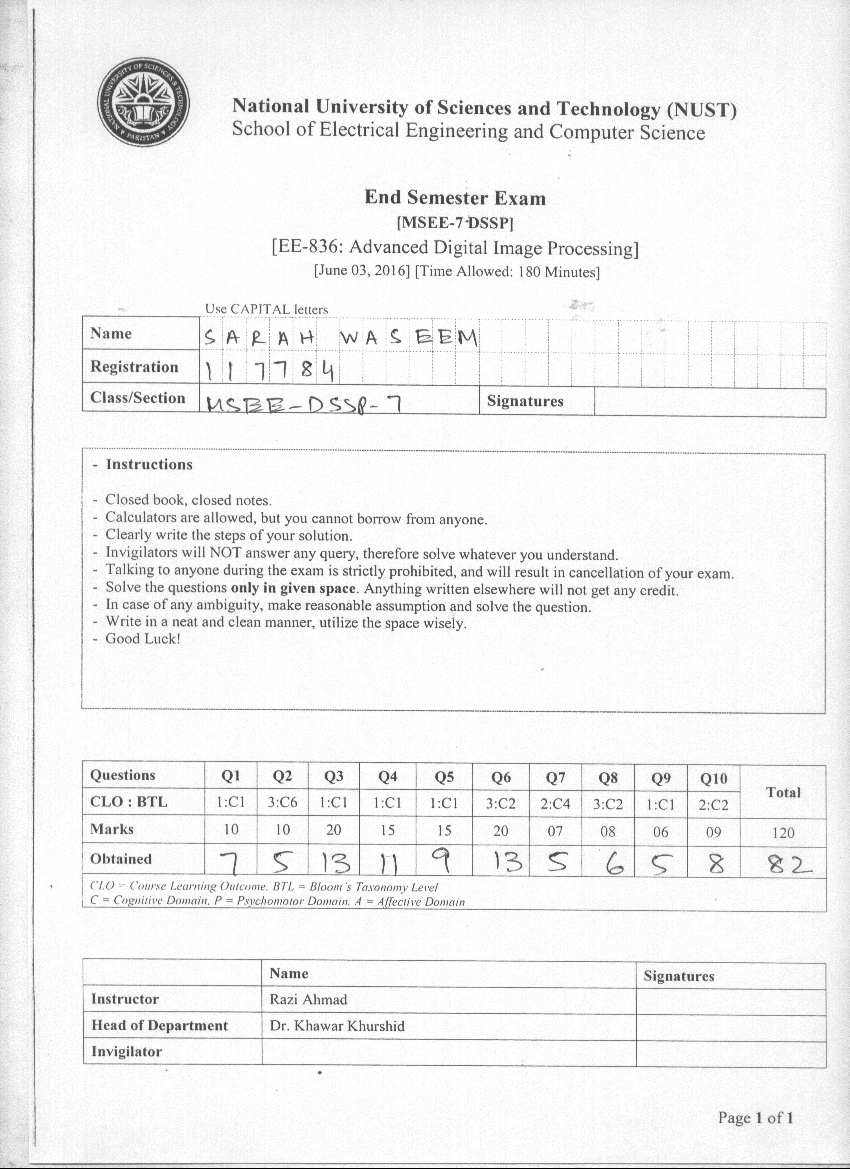 NATIONAL UNIVERSITY OF SCIENCES & TECHNOLOGY
PAKISTAN
National University of Sciences and Technology (NUST)
School of Electrical Engineering and Computer Science
End Semester Exam
[MSEE-7-DSSP]
[EE-836: Advanced Digital Image Processing]
[June 03, 2016] [Time Allowed: 180 Minutes]
Use CAPITAL letters
Name SARAH WASEEM
Registration 117784
Class/Section MSEE-DSSP-7 Signatures
- Instructions
- Closed book, closed notes.
- Calculators are allowed, but you cannot borrow from anyone.
- Clearly write the steps of your solution.
- Invigilators will NOT answer any query, therefore solve whatever you understand.
- Talking to anyone during the exam is strictly prohibited, and will result in cancellation of your exam.
- Solve the questions only in given space. Anything written elsewhere will not get any credit.
- In case of any ambiguity, make reasonable assumption and solve the question.
- Write in a neat and clean manner, utilize the space wisely.
- Good Luck!
Questions Q1 Q2 Q3 Q4 Q5 Q6 Q7 Q8 Q9 Q10 Total
CLO : BTL 1:C1 3:C6 1:C1 1:C1 1:C1 3:C2 2:C4 3:C2 1:C1 2:C2
Marks 10 10 20 15 15 20 07 08 06 09 120
Obtained 7 5 13 11 9 13 5 6 5 8 82
CLO = Course Learning Outcome, BTL = Bloom's Taxonomy Level
C = Cognitive Domain, P = Psychomotor Domain, A = Affective Domain
Name Signatures
Instructor Razi Ahmad
Head of Department Dr. Khawar Khurshid
Invigilator
Page 1 of 1